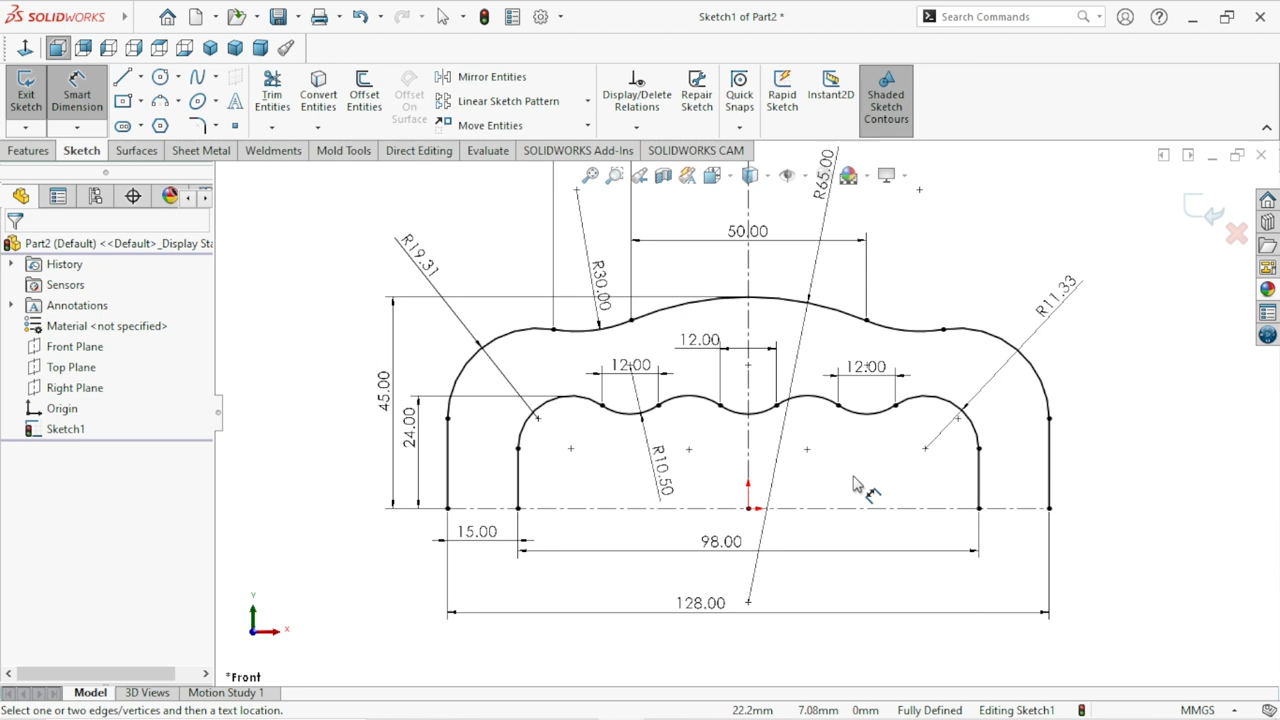 SOLIDWORKS
Sketch1 of Part2 *
Search Commands
Exit Sketch
Smart Dimension
Trim Entities
Convert Entities
Offset Entities
Offset On Surface
Mirror Entities
Linear Sketch Pattern
Move Entities
Display/Delete Relations
Repair Sketch
Quick Snaps
Rapid Sketch
Instant2D
Shaded Sketch Contours
Features
Sketch
Surfaces
Sheet Metal
Weldments
Mold Tools
Direct Editing
Evaluate
SOLIDWORKS Add-Ins
SOLIDWORKS CAM
Part2 (Default) <<Default>_Display Sta
History
Sensors
Annotations
Material <not specified>
Front Plane
Top Plane
Right Plane
Origin
Sketch1
R65.00
50.00
R19.31
R30.00
R11.33
12.00
12.00
12.00
45.00
24.00
R10.50
15.00
98.00
128.00
Y
X
*Front
Model
3D Views
Motion Study 1
Select one or two edges/vertices and then a text location.
22.2mm
7.08mm
0mm
Fully Defined
Editing Sketch1
MMGS